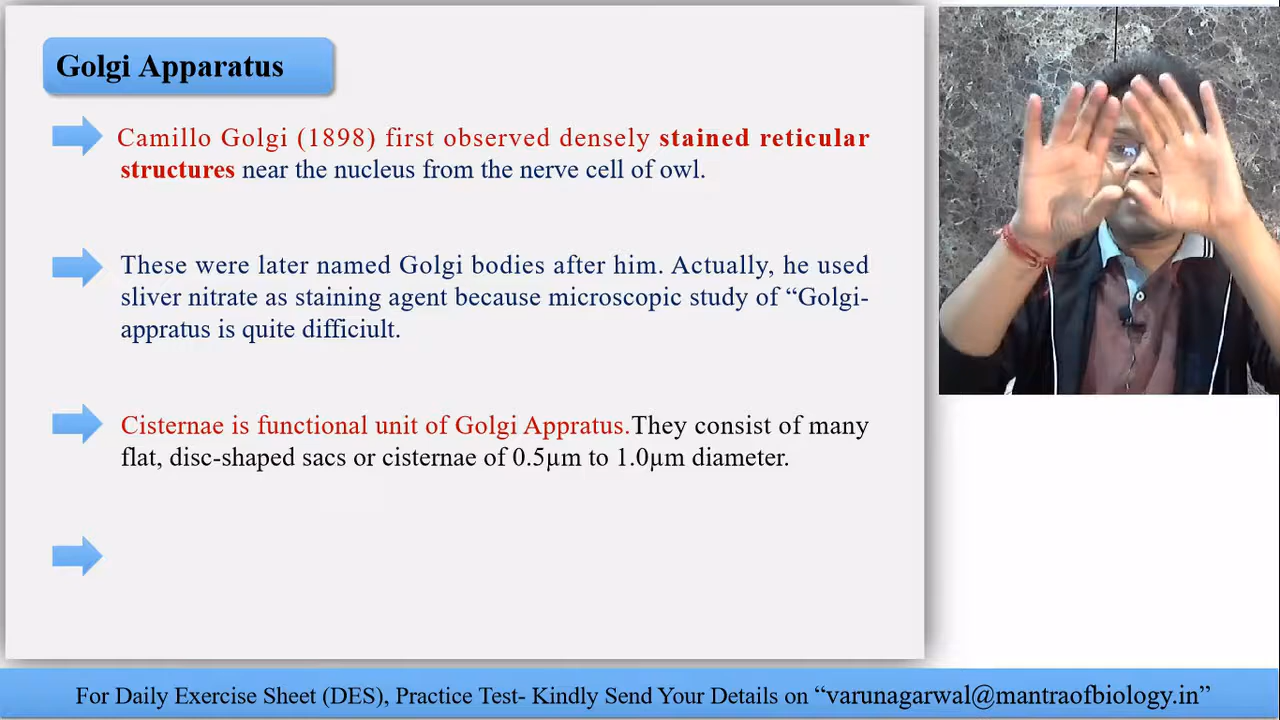 Golgi Apparatus
Camillo Golgi (1898) first observed densely stained reticular
structures near the nucleus from the nerve cell of owl.
These were later named Golgi bodies after him. Actually, he used
sliver nitrate as staining agent because microscopic study of “Golgi-
appratus is quite difficiult.
Cisternae is functional unit of Golgi Appratus.They consist of many
flat, disc-shaped sacs or cisternae of 0.5µm to 1.0µm diameter.
For Daily Exercise Sheet (DES), Practice Test- Kindly Send Your Details on “varunagarwal@mantraofbiology.in”